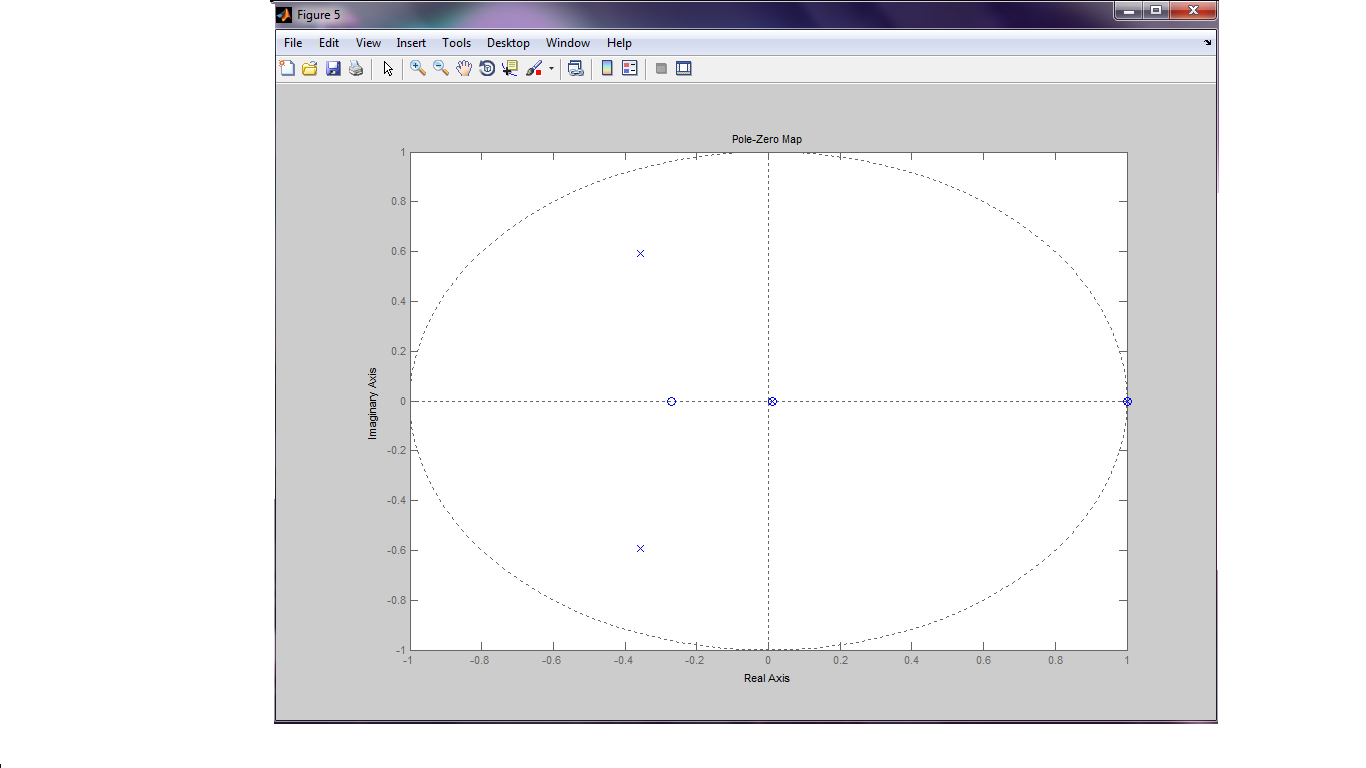 Figure 5
File Edit View Insert Tools Desktop Window Help
Pole-Zero Map
1
0.8
0.6
0.4
0.2
0
-0.2
-0.4
-0.6
-0.8
-1
Imaginary Axis
-1 -0.8 -0.6 -0.4 -0.2 0 0.2 0.4 0.6 0.8 1
Real Axis